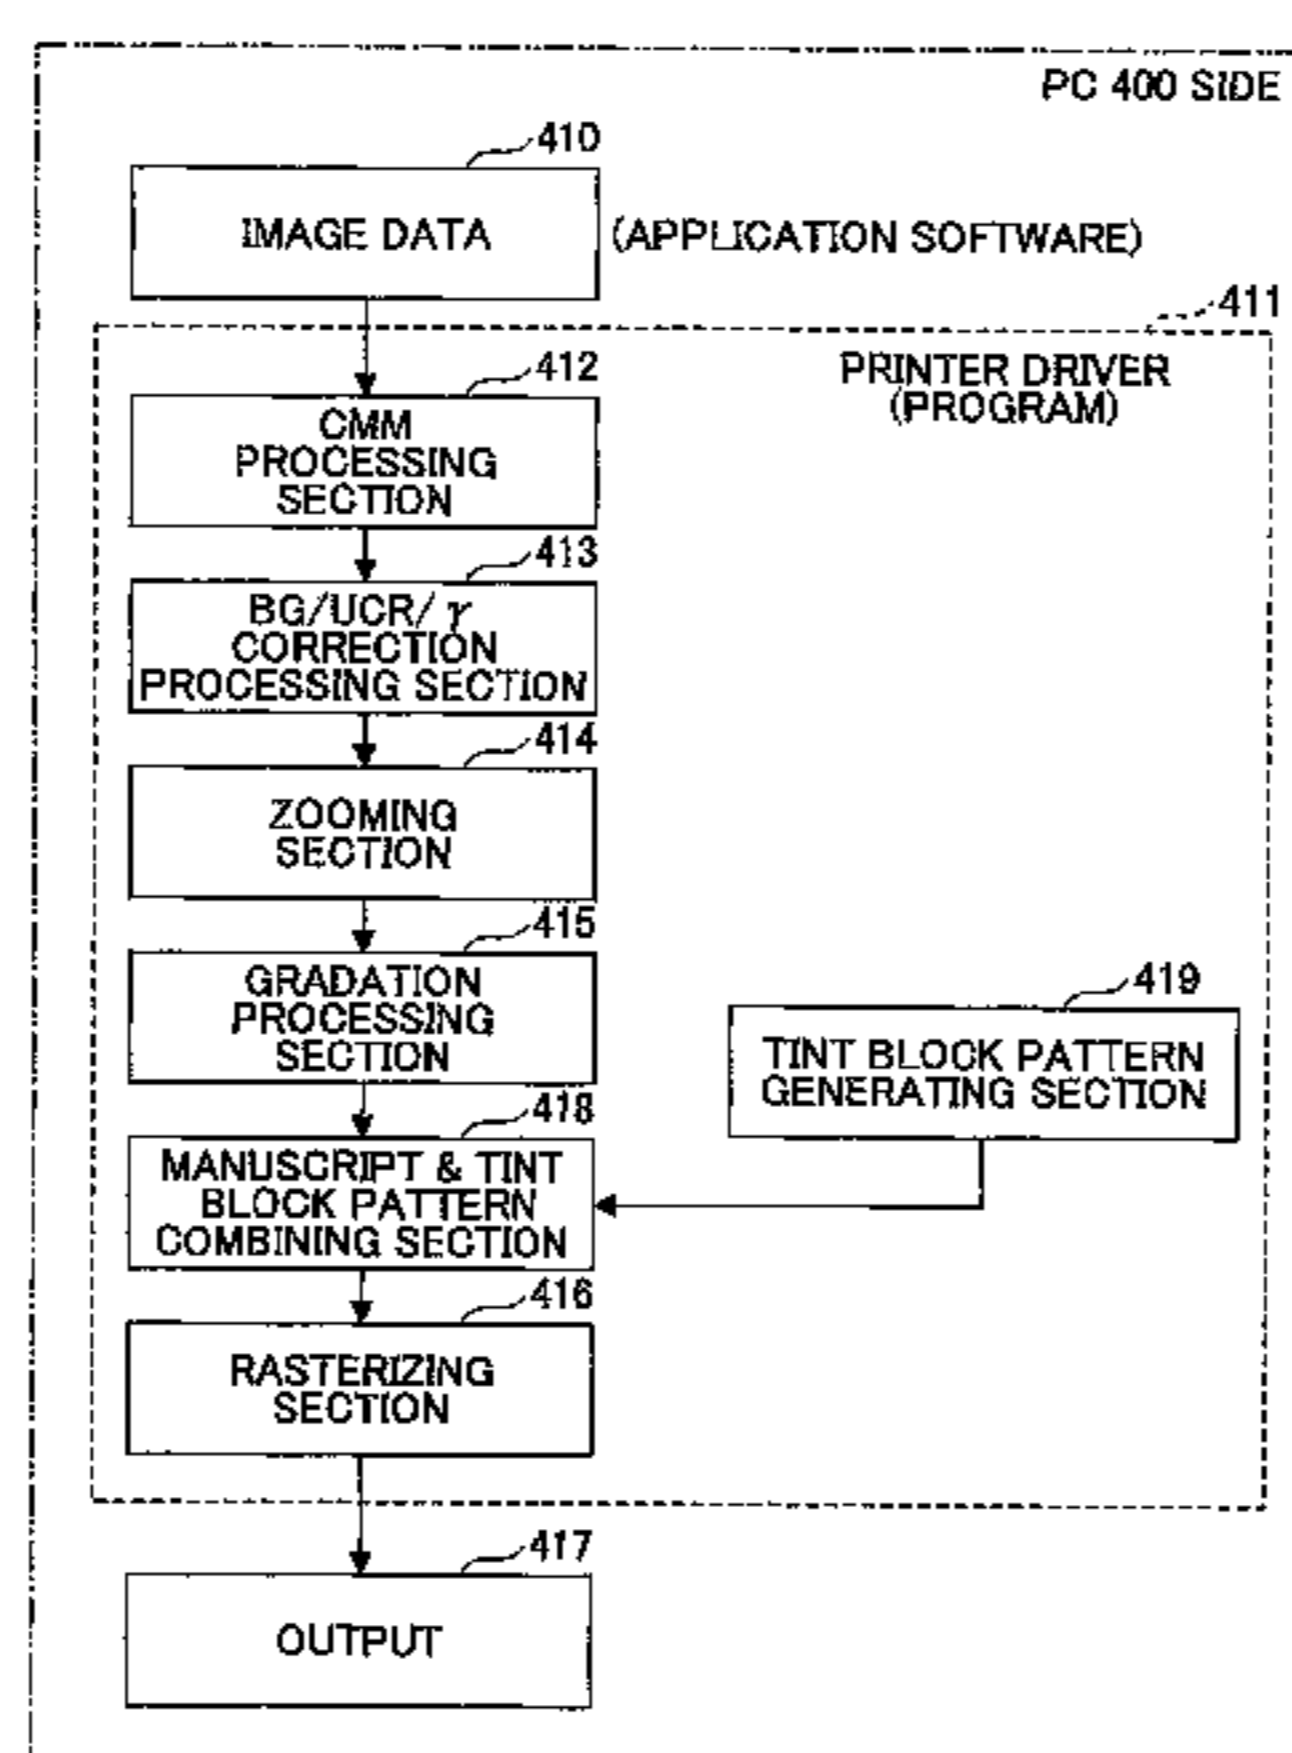 PC 400 SIDE
410
IMAGE DATA
(APPLICATION SOFTWARE)
411
PRINTER DRIVER
(PROGRAM)
412
CMM
PROCESSING
SECTION
413
BG/UCR/γ
CORRECTION
PROCESSING SECTION
414
ZOOMING
SECTION
415
GRADATION
PROCESSING
SECTION
419
TINT BLOCK PATTERN
GENERATING SECTION
418
MANUSCRIPT & TINT
BLOCK PATTERN
COMBINING SECTION
416
RASTERIZING
SECTION
417
OUTPUT